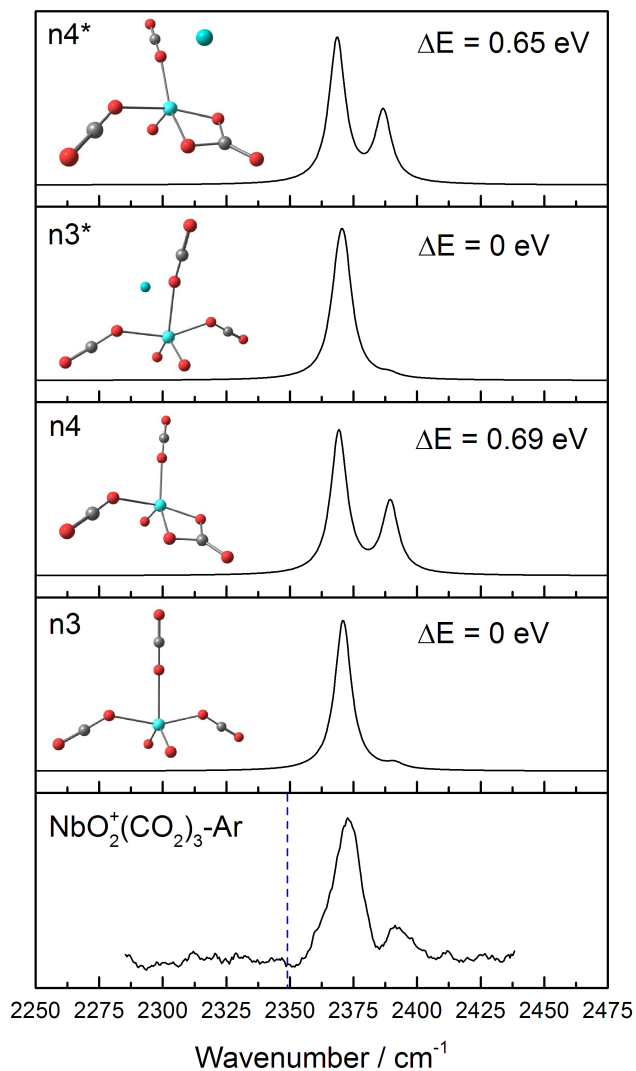 n4*
ΔE = 0.65 eV
n3*
ΔE = 0 eV
n4
ΔE = 0.69 eV
n3
ΔE = 0 eV
NbO₂⁺(CO₂)₃-Ar
2250 2275 2300 2325 2350 2375 2400 2425 2450 2475
Wavenumber / cm⁻¹